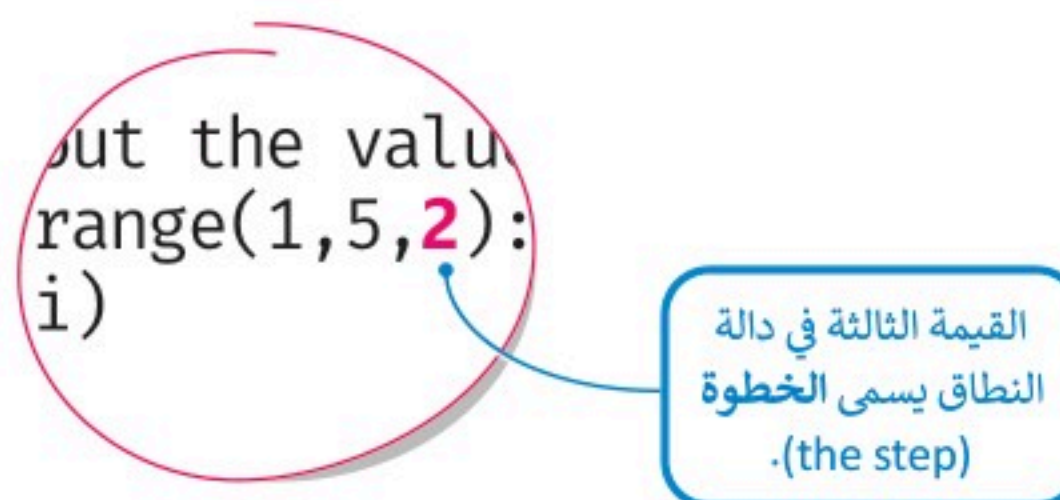 out the valu
range(1,5,2):
i)
القيمة الثالثة في دالة
النطاق يسمى الخطوة
(the step).